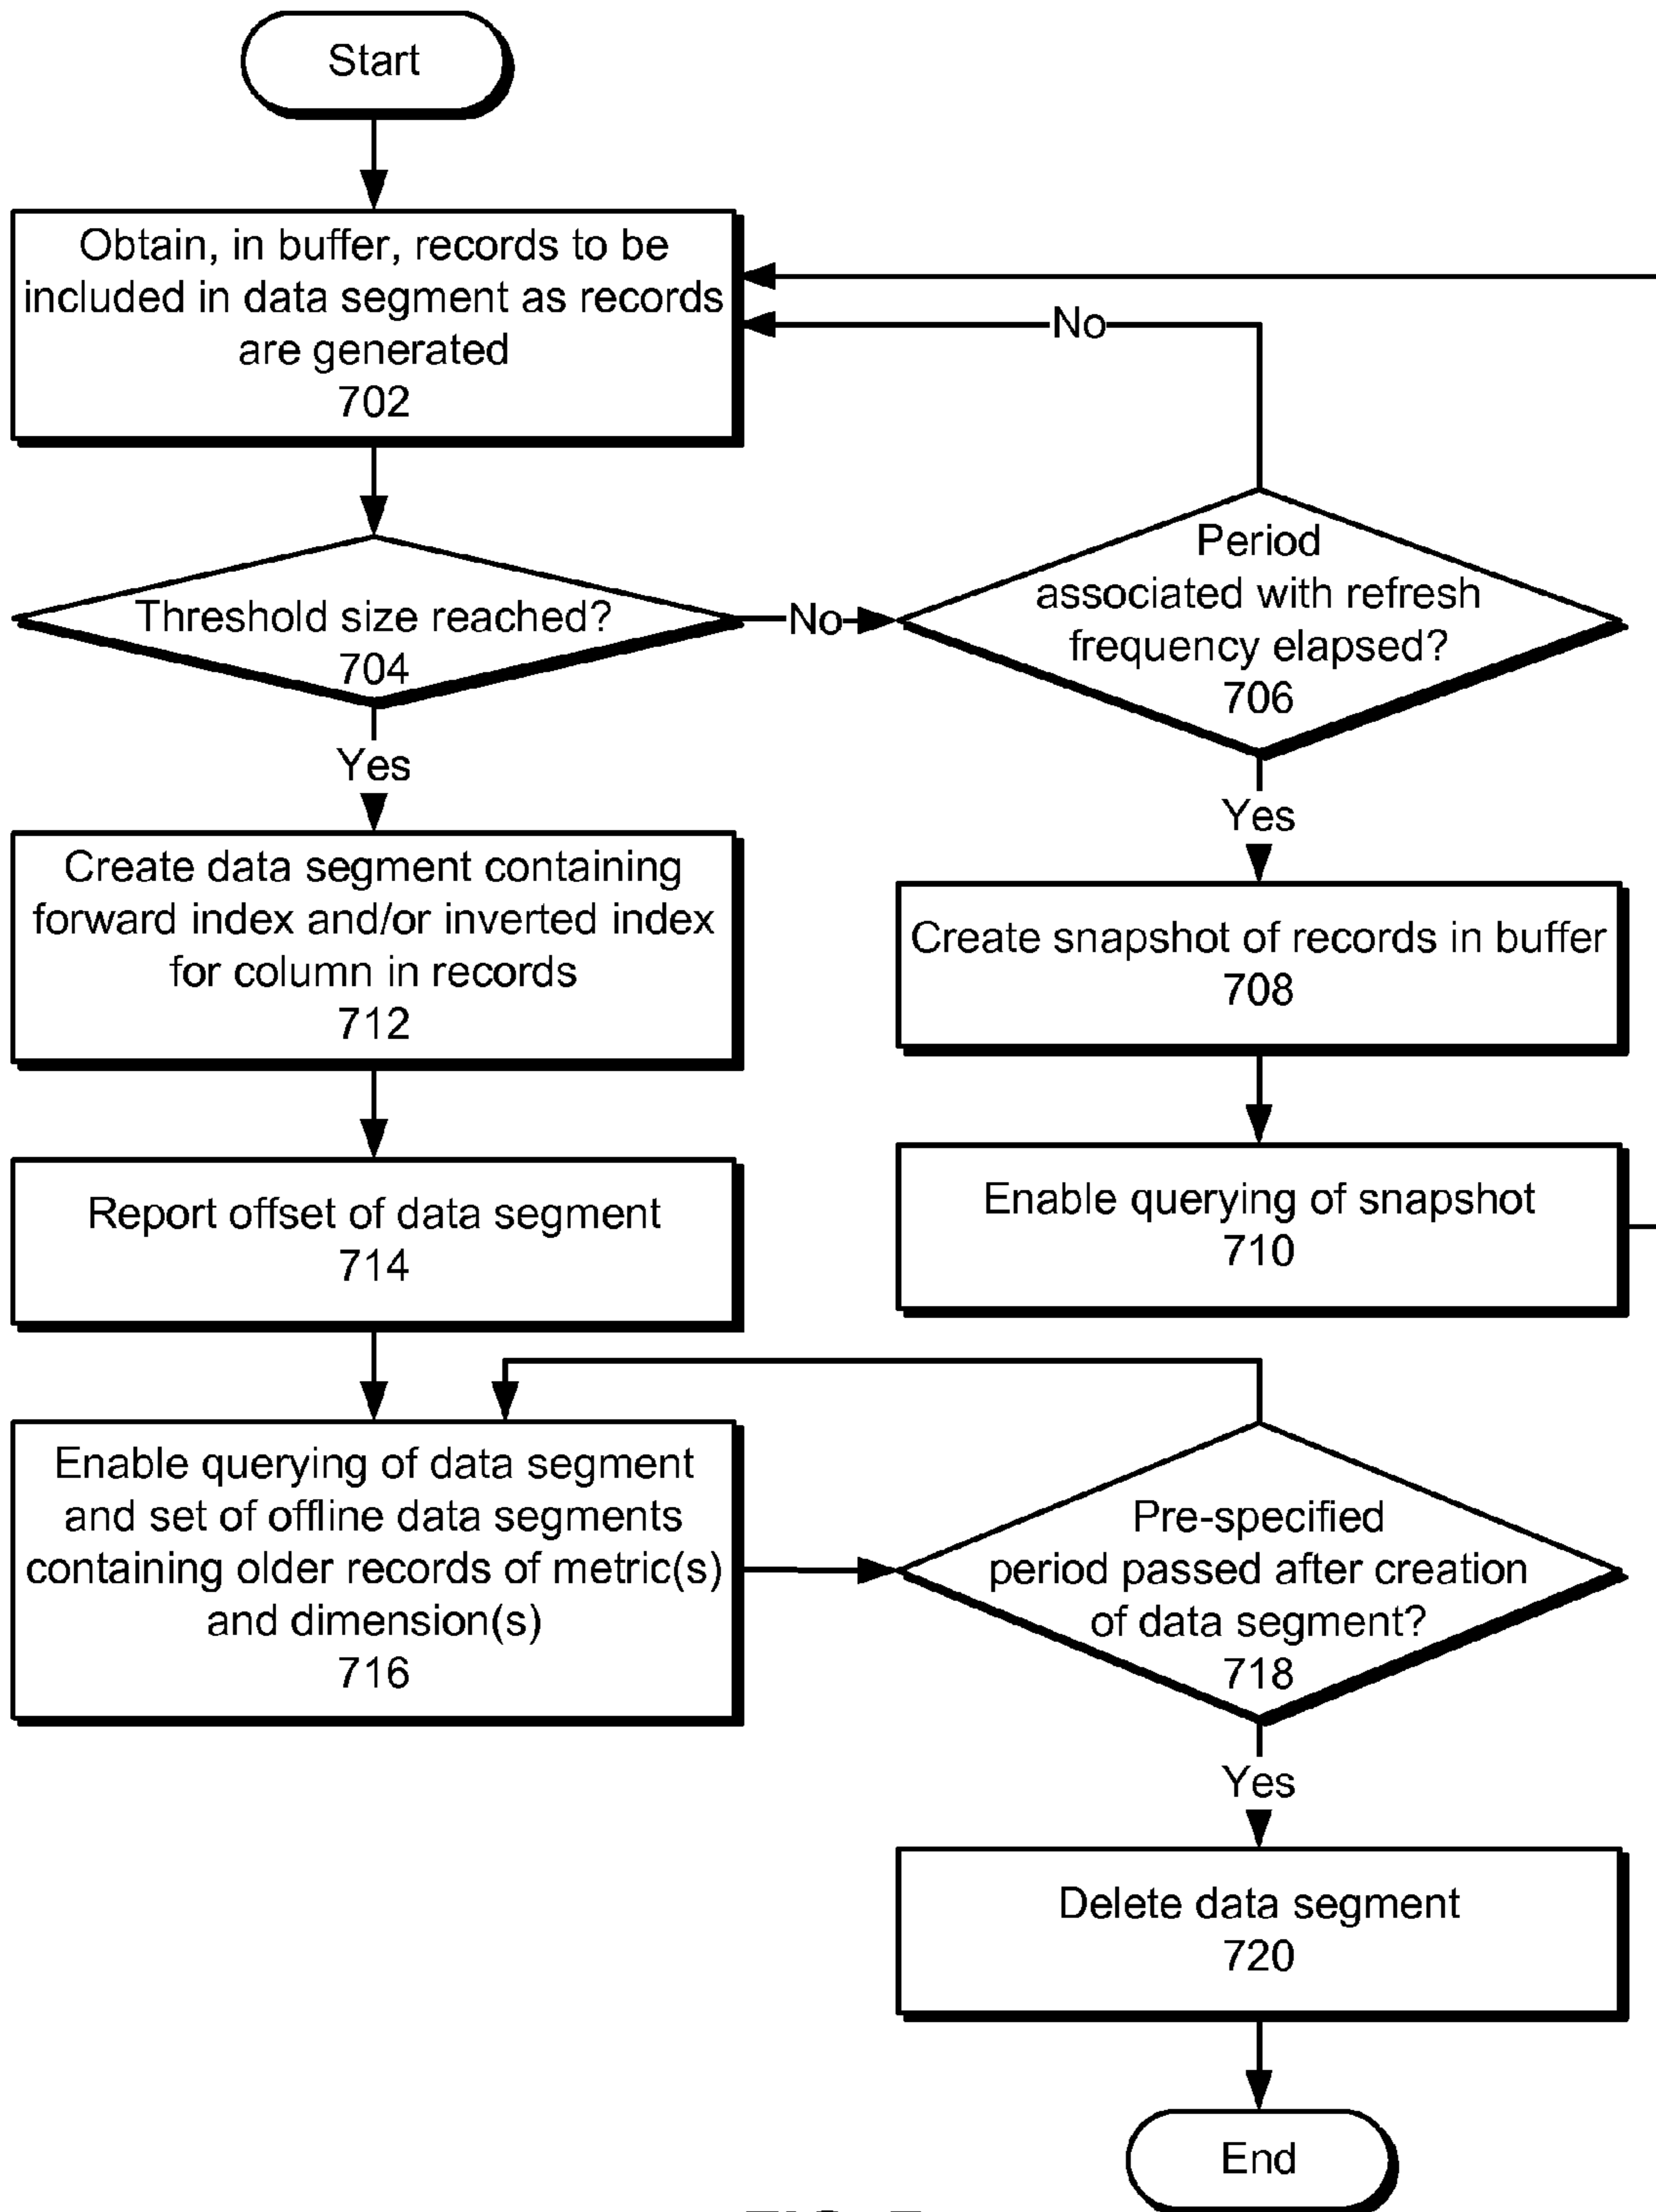 Start
Obtain, in buffer, records to be
included in data segment as records
are generated
702
No
Threshold size reached?
704
No
Period
associated with refresh
frequency elapsed?
706
Yes
Yes
Create data segment containing
forward index and/or inverted index
for column in records
712
Create snapshot of records in buffer
708
Report offset of data segment
714
Enable querying of snapshot
710
Enable querying of data segment
and set of offline data segments
containing older records of metric(s)
and dimension(s)
716
Pre-specified
period passed after creation
of data segment?
718
Yes
Delete data segment
720
End